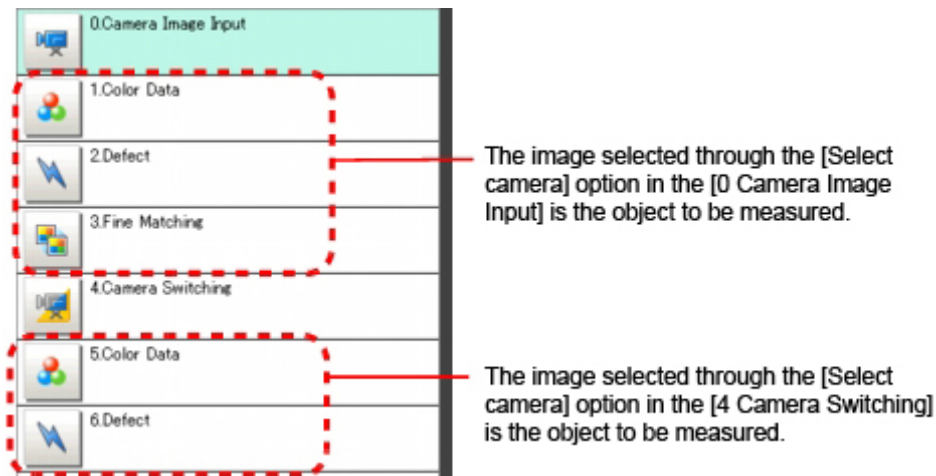 0.Camera Image Input
1.Color Data
2.Defect
3.Fine Matching
4.Camera Switching
5.Color Data
6.Defect
The image selected through the [Select
camera] option in the [0 Camera Image
Input] is the object to be measured.
The image selected through the [Select
camera] option in the [4 Camera Switching]
is the object to be measured.